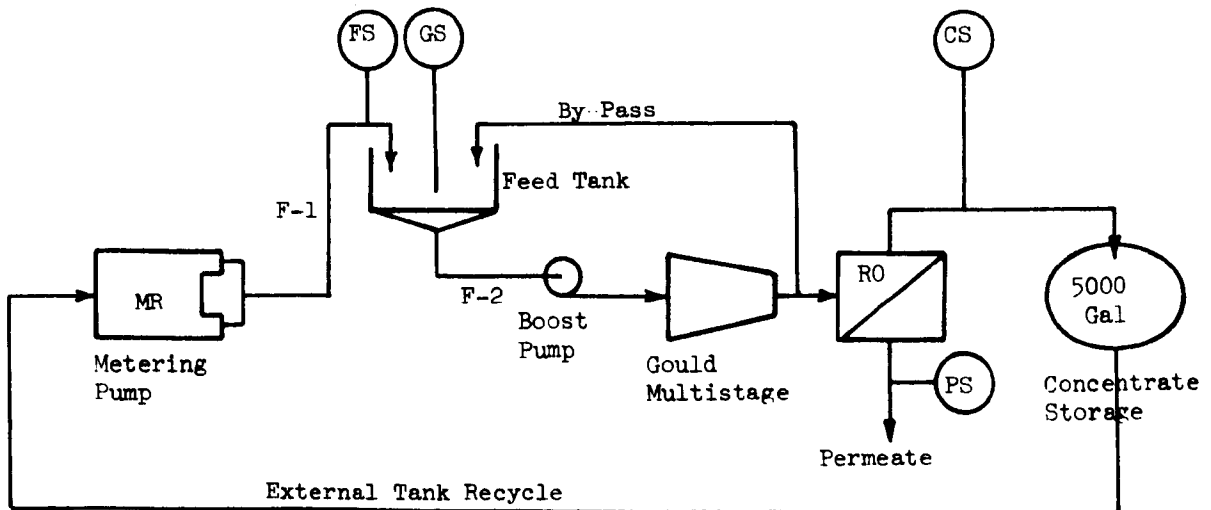 FS
GS
CS
By Pass
Feed Tank
F-1
MR
F-2
RO
5000
Gal
Boost
Pump
Metering
Pump
Gould
Multistage
PS
Concentrate
Storage
Permeate
External Tank Recycle